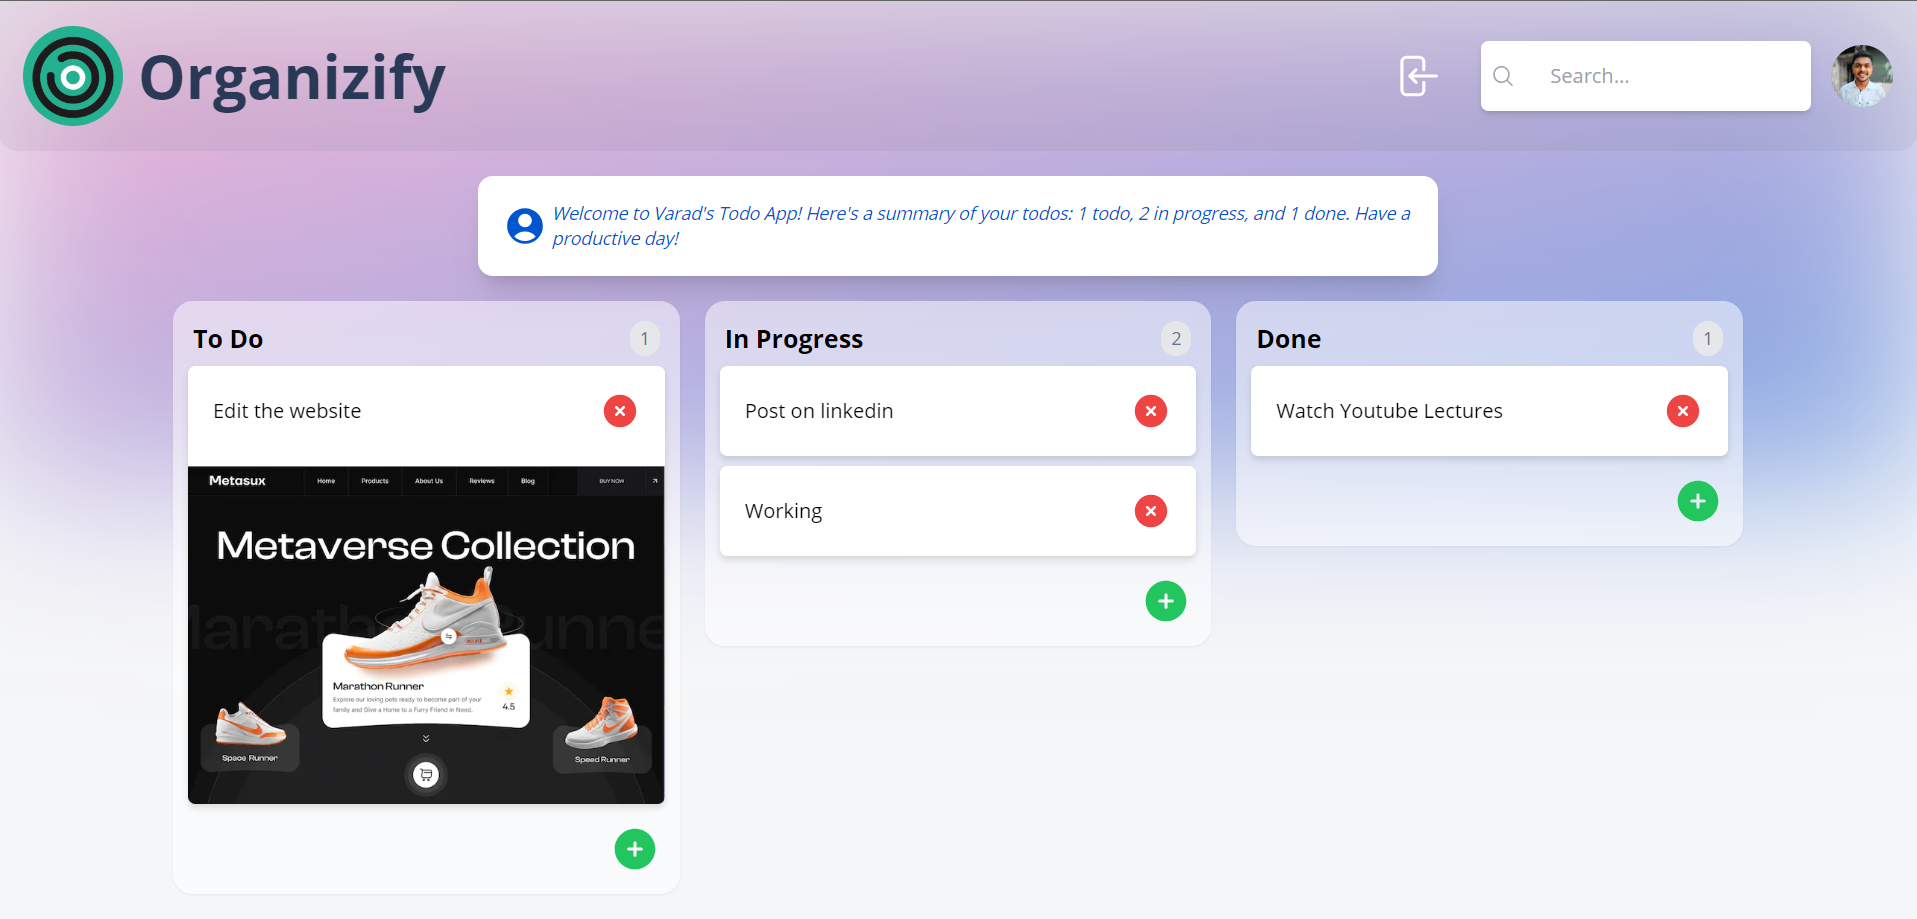 Organizify
Search...
Welcome to Varad's Todo App! Here's a summary of your todos: 1 todo, 2 in progress, and 1 done. Have a
productive day!
To Do
1
Edit the website
Metasux
Home
Products
About Us
Reviews
Blog
BUY NOW
Metaverse Collection
Marathon Runner
Marathon Runner
Explore our loving pets ready to become part of your
family and Give a Home to a Furry Friend in Need.
4.5
Space Runner
Speed Runner
In Progress
2
Post on linkedin
Working
Done
1
Watch Youtube Lectures